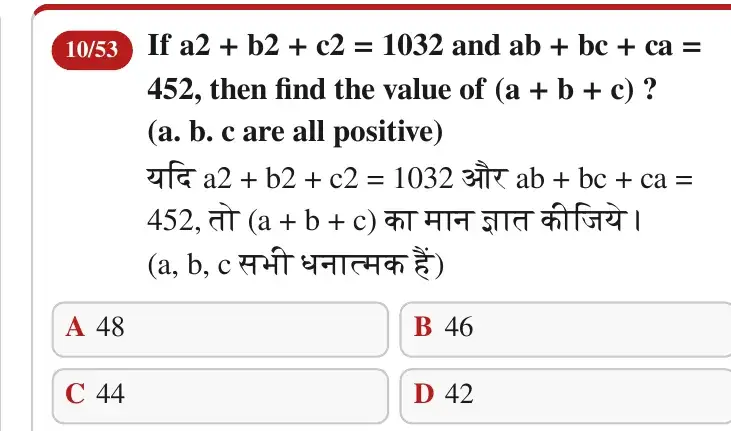 10/53 If a2 + b2 + c2 = 1032 and ab + bc + ca =
452, then find the value of (a + b + c) ?
(a. b. c are all positive)
यदि a2 + b2 + c2 = 1032 और ab + bc + ca =
452, तो (a + b + c) का मान ज्ञात कीजिये।
(a, b, c सभी धनात्मक हैं)
A 48
B 46
C 44
D 42